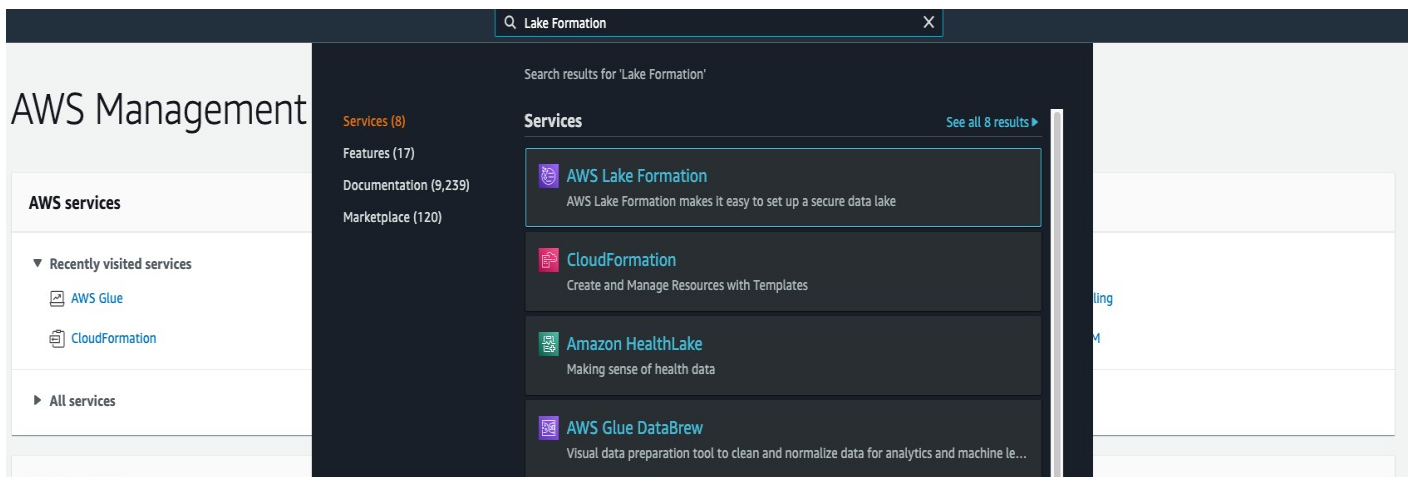 Lake Formation
AWS Management
Search results for 'Lake Formation'
Services (8)
Features (17)
Documentation (9,239)
Marketplace (120)
Services
See all 8 results
AWS Lake Formation
AWS Lake Formation makes it easy to set up a secure data lake
CloudFormation
Create and Manage Resources with Templates
Amazon HealthLake
Making sense of health data
AWS Glue DataBrew
Visual data preparation tool to clean and normalize data for analytics and machine le...
AWS services
Recently visited services
AWS Glue
CloudFormation
All services
ling
M